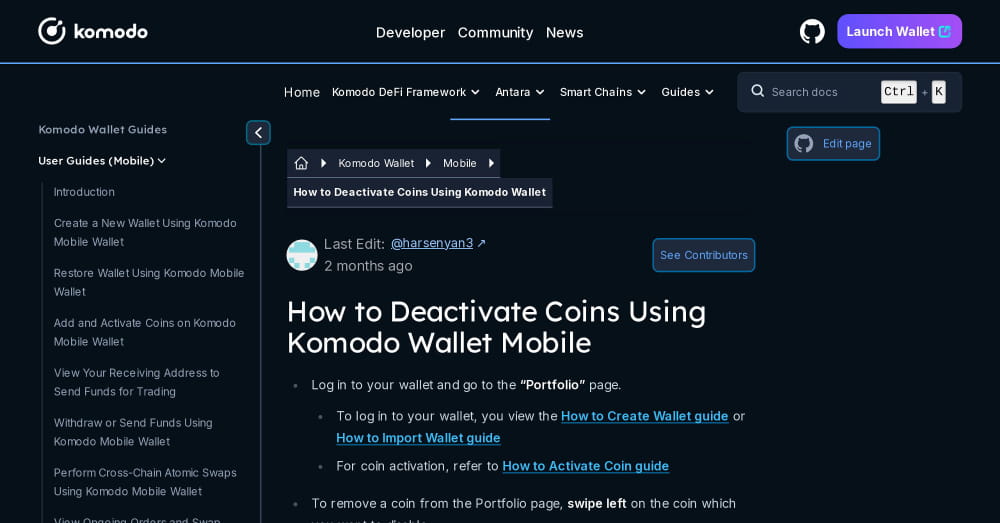 komodo
Developer Community News
Launch Wallet
Home Komodo DeFi Framework Antara Smart Chains Guides
Search docs Ctrl + K
Komodo Wallet Guides
User Guides (Mobile)
Introduction
Create a New Wallet Using Komodo
Mobile Wallet
Restore Wallet Using Komodo Mobile
Wallet
Add and Activate Coins on Komodo
Mobile Wallet
View Your Receiving Address to
Send Funds for Trading
Withdraw or Send Funds Using
Komodo Mobile Wallet
Perform Cross-Chain Atomic Swaps
Using Komodo Mobile Wallet
View Ongoing Orders and Swap
Edit page
Komodo Wallet Mobile
How to Deactivate Coins Using Komodo Wallet
Last Edit: @harsenyan3 ↗
2 months ago
See Contributors
How to Deactivate Coins Using
Komodo Wallet Mobile
Log in to your wallet and go to the “Portfolio” page.
To log in to your wallet, you view the How to Create Wallet guide or
How to Import Wallet guide
For coin activation, refer to How to Activate Coin guide
To remove a coin from the Portfolio page, swipe left on the coin which